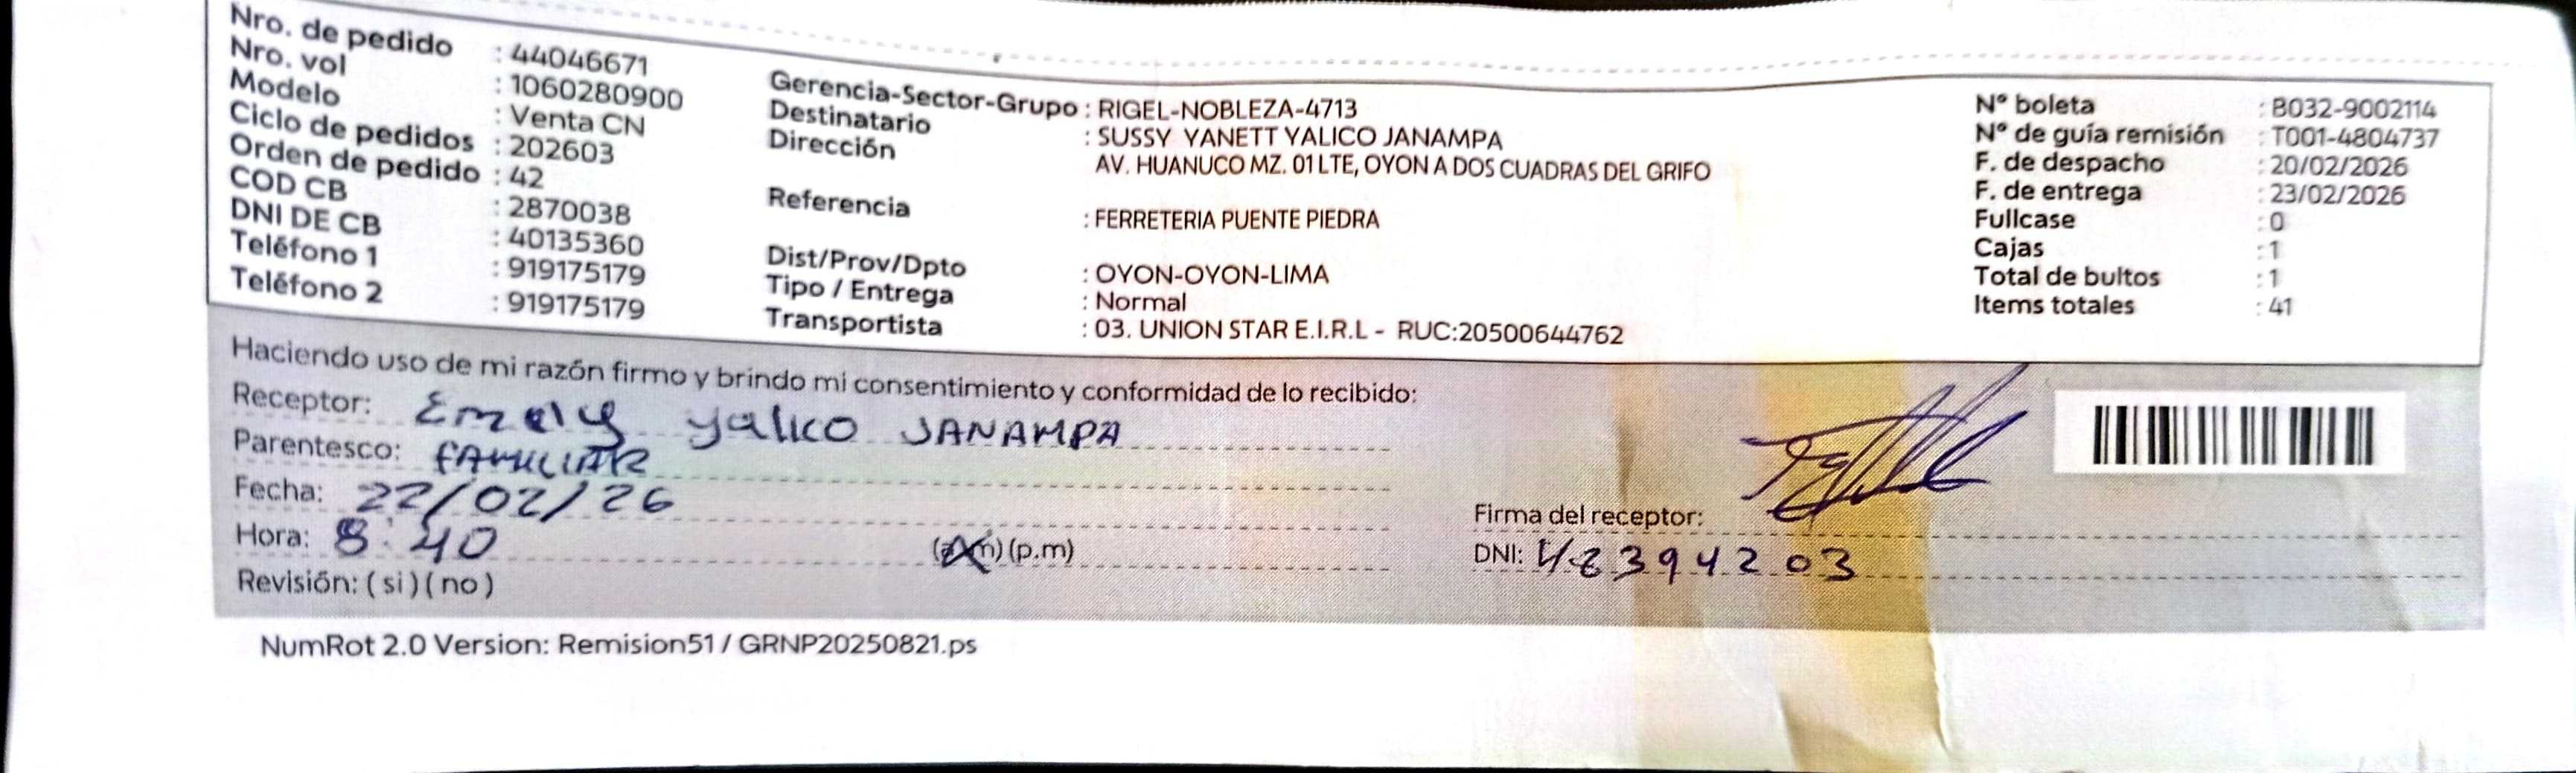 Nro. de pedido : 44046671
Nro. vol : 1060280900
Modelo : Venta CN
Ciclo de pedidos : 202603
Orden de pedido : 42
COD CB : 2870038
DNI DE CB : 40135360
Teléfono 1 : 919175179
Teléfono 2 : 919175179
Gerencia-Sector-Grupo : RIGEL-NOBLEZA-4713
Destinatario : SUSSY YANETT YALICO JANAMPA
Dirección AV. HUANUCO MZ. 01 LTE, OYON A DOS CUADRAS DEL GRIFO
Referencia : FERRETERIA PUENTE PIEDRA
Dist/Prov/Dpto : OYON-OYON-LIMA
Tipo / Entrega : Normal
Transportista : 03. UNION STAR E.I.R.L - RUC:20500644762
N° boleta : B032-9002114
N° de guía remisión : T001-4804737
F. de despacho : 20/02/2026
F. de entrega : 23/02/2026
Fullcase : 0
Cajas : 1
Total de bultos : 1
Items totales : 41
Haciendo uso de mi razón firmo y brindo mi consentimiento y conformidad de lo recibido:
Receptor: Emely yalico JANAMPA
Parentesco: fAMILIAR
Fecha: 22/02/26
Hora: 8:40 (a.m) (p.m)
Revisión: ( si ) ( no )
Firma del receptor:
DNI: 48394203
NumRot 2.0 Version: Remision51 / GRNP20250821.ps